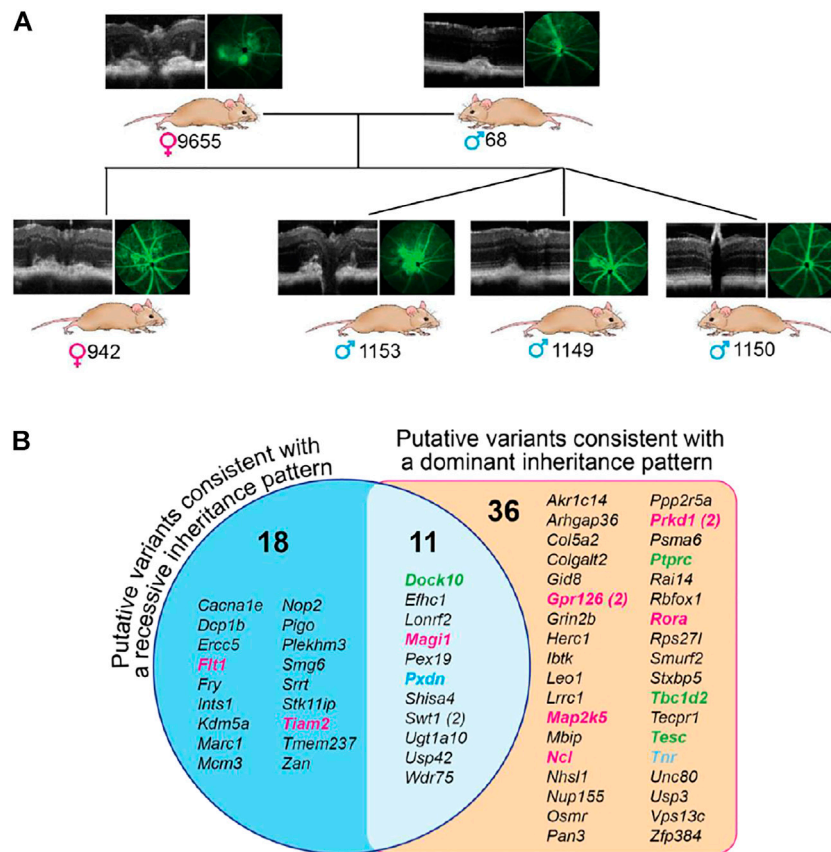 A
♀9655
♂68
♀942
♂1153
♂1149
♂1150
B
Putative variants consistent with
a recessive inheritance pattern
Putative variants consistent with
a dominant inheritance pattern
18
Cacna1e
Dcp1b
Ercc5
Flt1
Fry
Ints1
Kdm5a
Marc1
Mcm3
Nop2
Pigo
Plekhm3
Smg6
Srrt
Stk11ip
Tiam2
Tmem237
Zan
11
Dock10
Efhc1
Lonrf2
Magi1
Pex19
Pxdn
Shisa4
Swt1 (2)
Ugt1a10
Usp42
Wdr75
36
Akr1c14
Arhgap36
Col5a2
Colgalt2
Gid8
Gpr126 (2)
Grin2b
Herc1
Ibtk
Leo1
Lrrc1
Map2k5
Mbip
Ncl
Nhsl1
Nup155
Osmr
Pan3
Ppp2r5a
Prkd1 (2)
Psma6
Ptprc
Rai14
Rbfox1
Rora
Rps27l
Smurf2
Stxbp5
Tbc1d2
Tecpr1
Tesc
Tnr
Unc80
Usp3
Vps13c
Zfp384